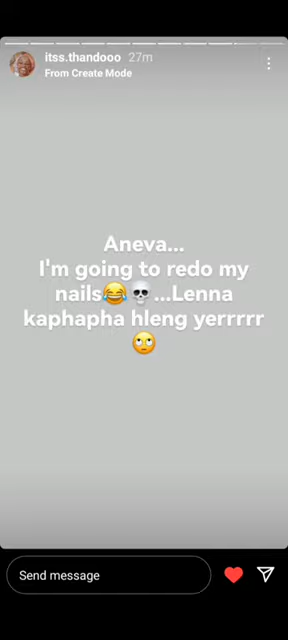 itss.thandooo 27m
From Create Mode
Aneva...
I'm going to redo my
nails😂💀...Lenna
kaphapha hleng yerrrrr
🙄
Send message